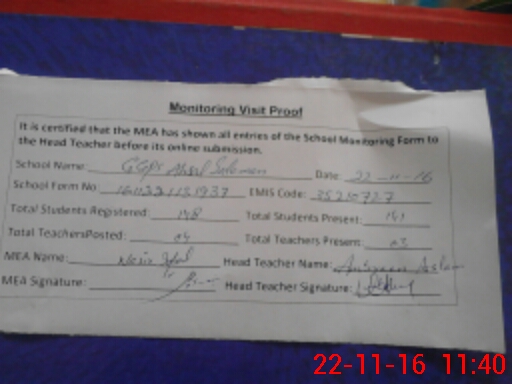 Monitoring Visit Proof
It is certified that the MEA has shown all entries of the School Monitoring Form to
the Head Teacher before its online submission.
School Name: GGPS Date: 22-11-16
School Form No EMIS Code:
Total Students Registered: 148 Total Students Present: 141
Total TeachersPosted: 04 Total Teachers Present: 03
MEA Name: Head Teacher Name:
MEA Signature: Head Teacher Signature:
22-11-16 11:40